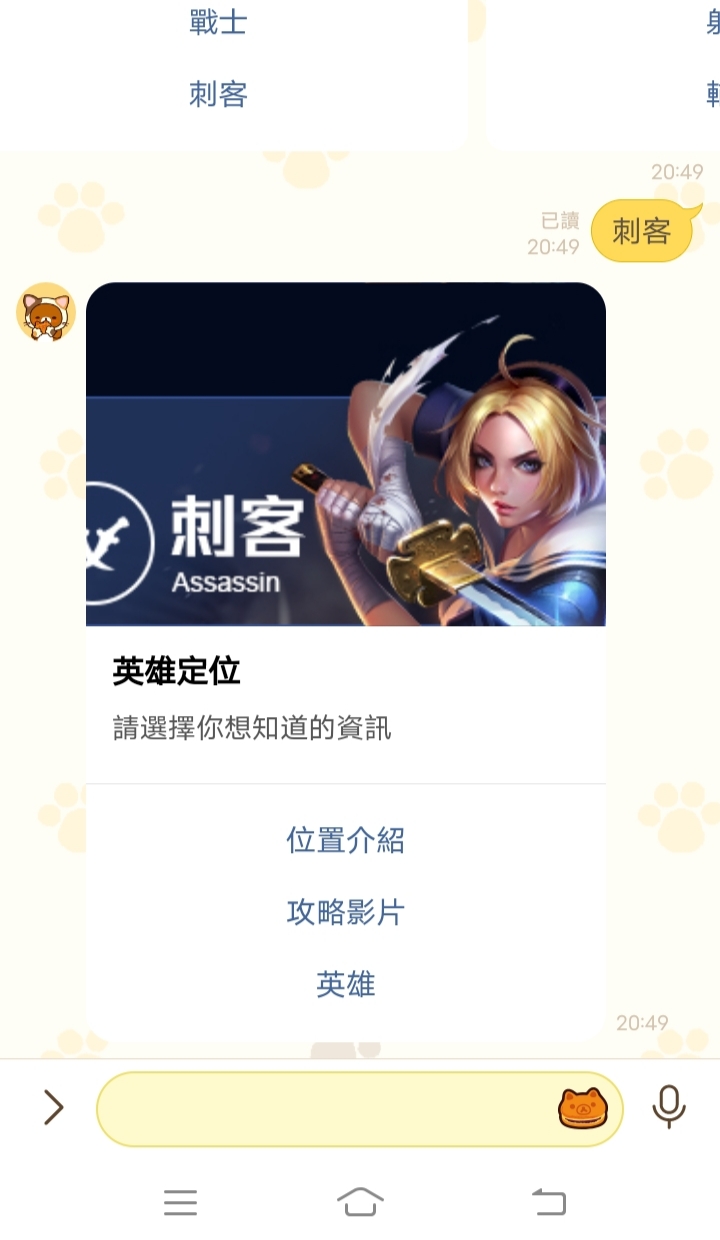 戰士
刺客
20:49
已讀
20:49
刺客
刺客
Assassin
英雄定位
請選擇你想知道的資訊
位置介紹
攻略影片
英雄
20:49